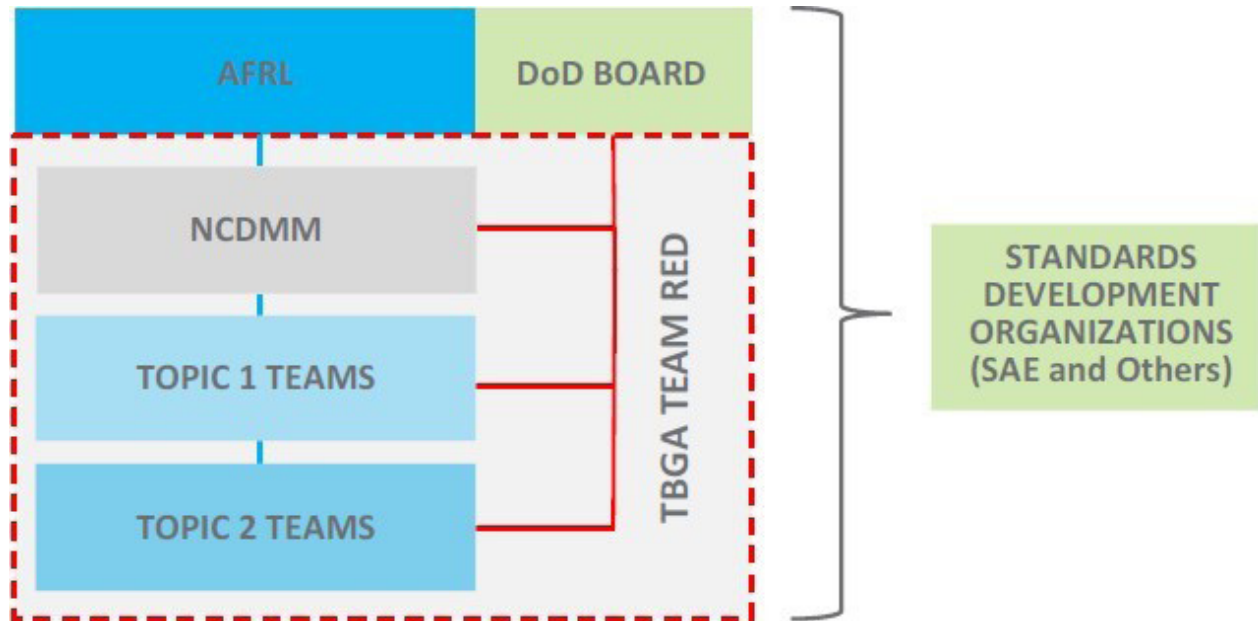 AFRL
DoD BOARD
NCDMM
TOPIC 1 TEAMS
TOPIC 2 TEAMS
TBGA TEAM RED
STANDARDS
DEVELOPMENT
ORGANIZATIONS
(SAE and Others)